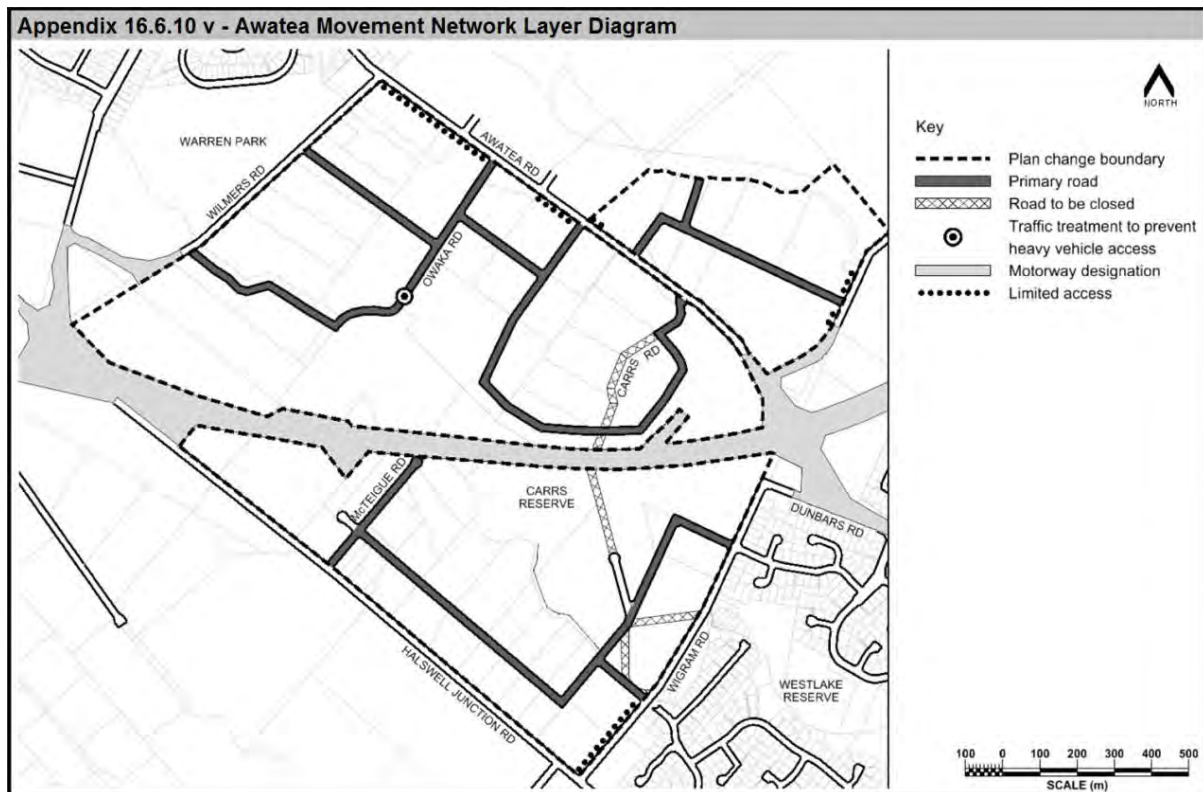 Appendix 16.6.10 v - Awatea Movement Network Layer Diagram
NORTH
Key
Plan change boundary
Primary road
Road to be closed
Traffic treatment to prevent
heavy vehicle access
Motorway designation
Limited access
WARREN PARK
WILMERS RD
AWATEA RD
OWAKA RD
CARRS RD
McTEIGUE RD
CARRS
RESERVE
DUNBARS RD
HALSWELL JUNCTION RD
WIGRAM RD
WESTLAKE
RESERVE
100 0 100 200 300 400 500
SCALE (m)